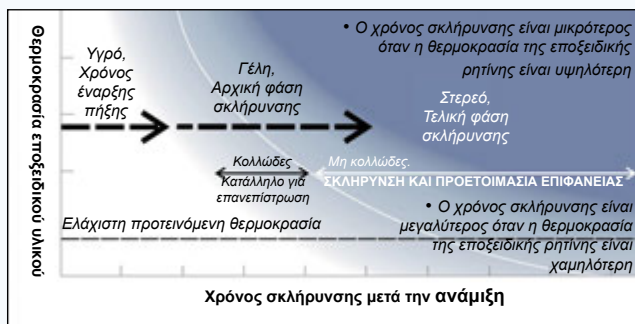 • Ο χρόνος σκλήρυνσης είναι μικρότερος
όταν η θερμοκρασία της εποξειδικής
ρητίνης είναι υψηλότερη
Υγρό,
Χρόνος
έναρξης
πήξης
Γέλη,
Αρχική φάση
σκλήρυνσης
Στερεό,
Τελική φάση
σκλήρυνσης
Κολλώδες
Κατάλληλο για
επανεπίστρωση
Μη κολλώδες.
ΣΚΛΗΡΥΝΣΗ ΚΑΙ ΠΡΟΕΤΟΙΜΑΣΙΑ ΕΠΙΦΑΝΕΙΑΣ
Ελάχιστη προτεινόμενη θερμοκρασία
• Ο χρόνος σκλήρυνσης είναι
μεγαλύτερος όταν η θερμοκρασία
της εποξειδικής ρητίνης είναι
χαμηλότερη
Θερμοκρασία εποξειδικού
υλικού
Χρόνος σκλήρυνσης μετά την ανάμιξη